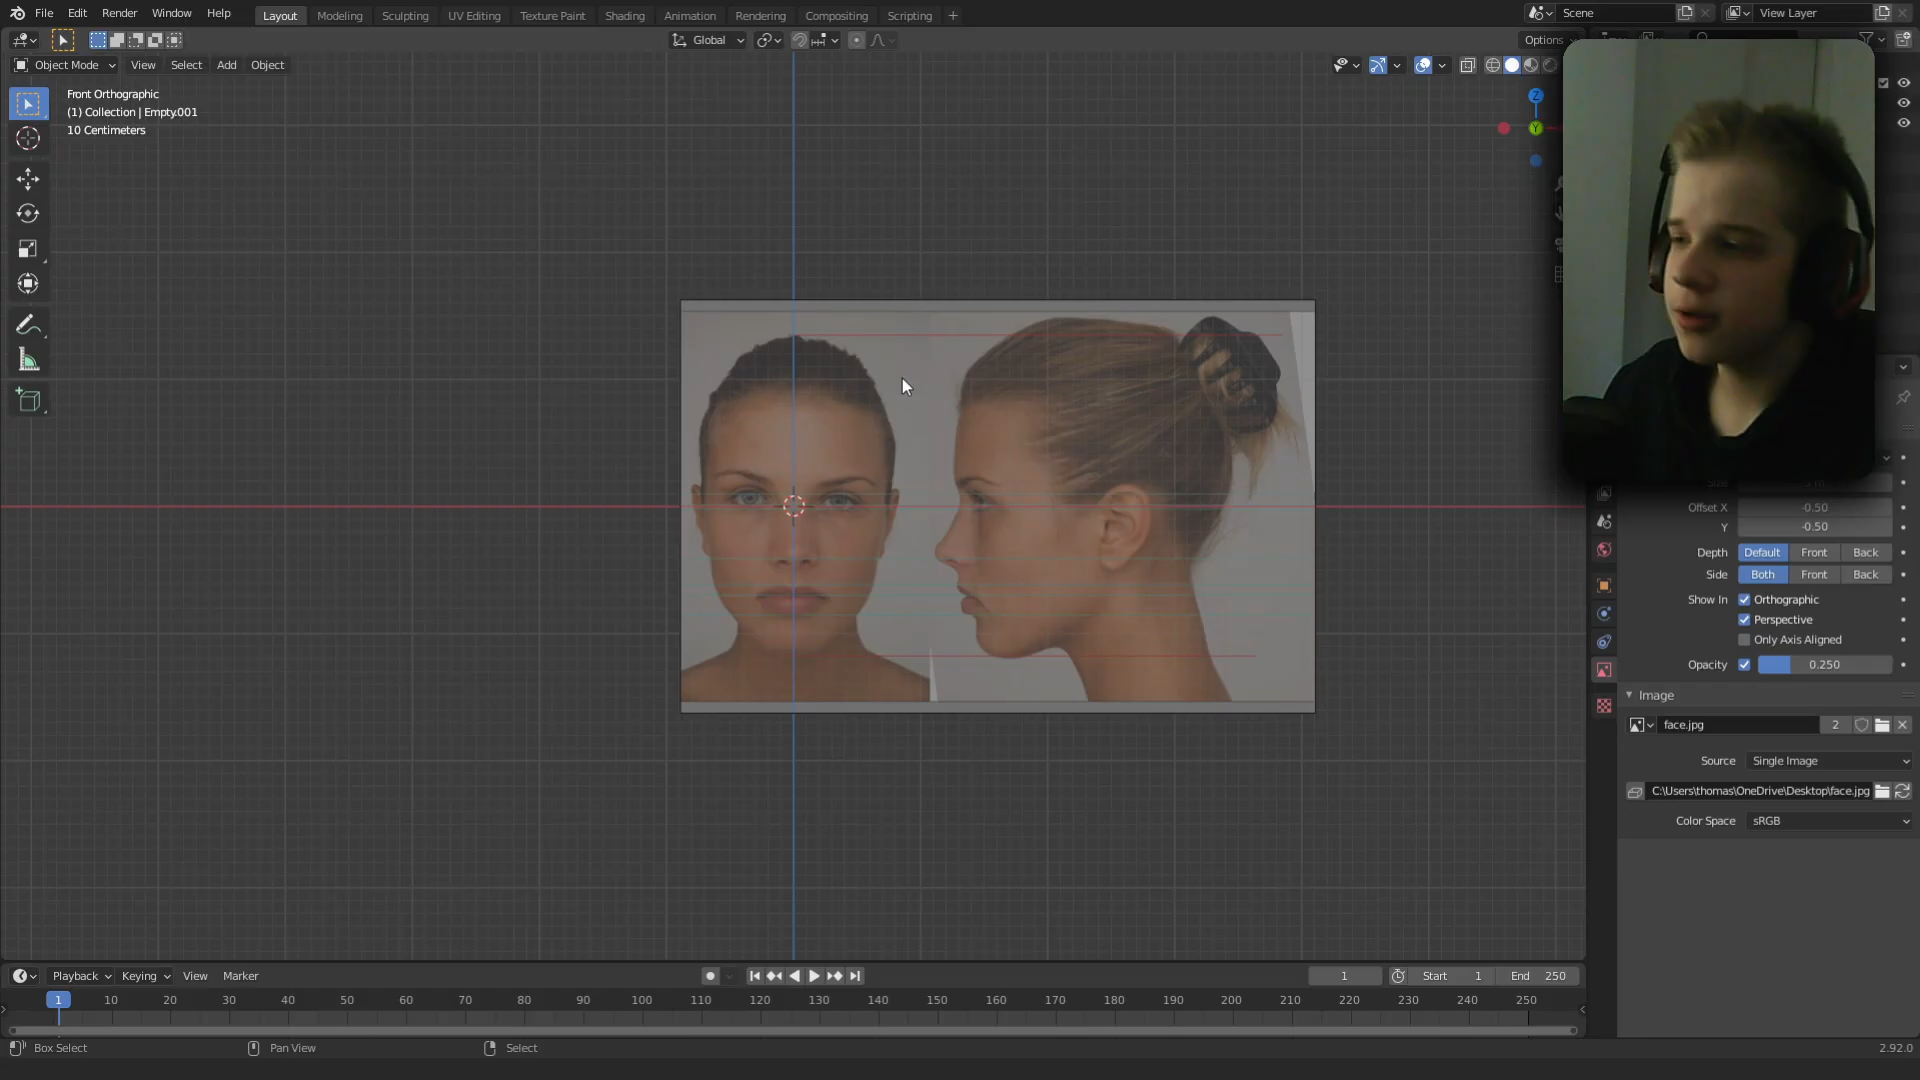 File Edit Render Window Help Layout Modeling Sculpting UV Editing Texture Paint Shading Animation Rendering Compositing Scripting + Scene View Layer
Global Options
Object Mode View Select Add Object
Front Orthographic
(1) Collection | Empty.001
10 Centimeters
Z
Y
Offset X -0.50
Y -0.50
Depth Default Front Back
Side Both Front Back
Show In Orthographic
Perspective
Only Axis Aligned
Opacity 0.250
Image
face.jpg 2
Source Single Image
C:\Users\thomas\OneDrive\Desktop\face.jpg
Color Space sRGB
Playback Keying View Marker 1 Start 1 End 250
1 10 20 30 40 50 60 70 80 90 100 110 120 130 140 150 160 170 180 190 200 210 220 230 240 250
Box Select Pan View Select 2.92.0